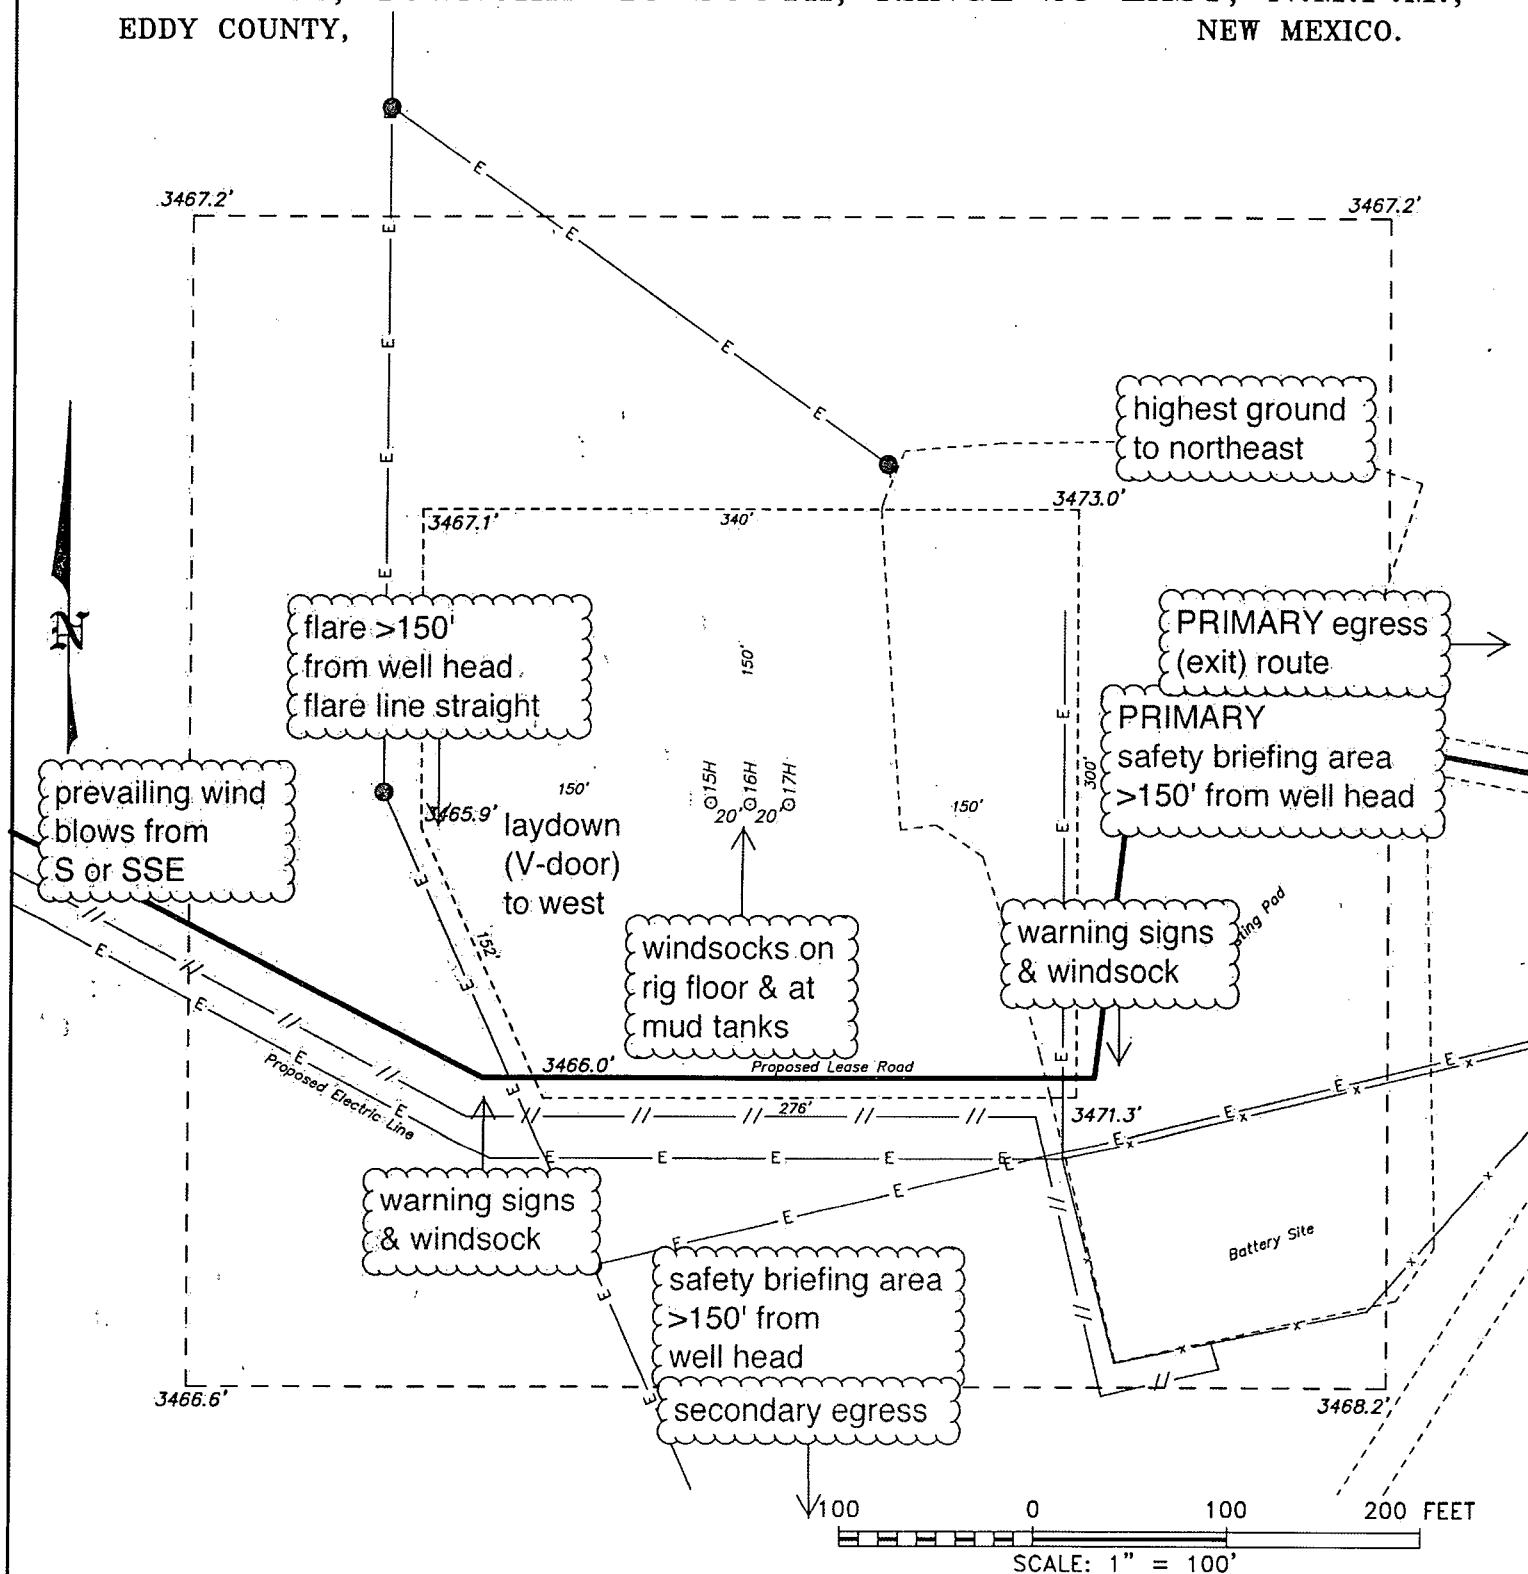 EDDY COUNTY,
NEW MEXICO.
3467.2'
3467.2'
highest ground
to northeast
3473.0'
3467.1'
340'
N
flare >150'
from well head
flare line straight
150'
PRIMARY egress
(exit) route
PRIMARY
safety briefing area
>150' from well head
prevailing wind
blows from
S or SSE
3465.9'
150'
laydown
(V-door)
to west
15H
16H
17H
20'
20'
150'
300'
152'
windsocks on
rig floor & at
mud tanks
warning signs
& windsock
Pad
3466.0'
Proposed Lease Road
Proposed Electric Line
276'
3471.3'
warning signs
& windsock
Battery Site
safety briefing area
>150' from
well head
3466.6'
secondary egress
3468.2'
100 0 100 200 FEET
SCALE: 1" = 100'